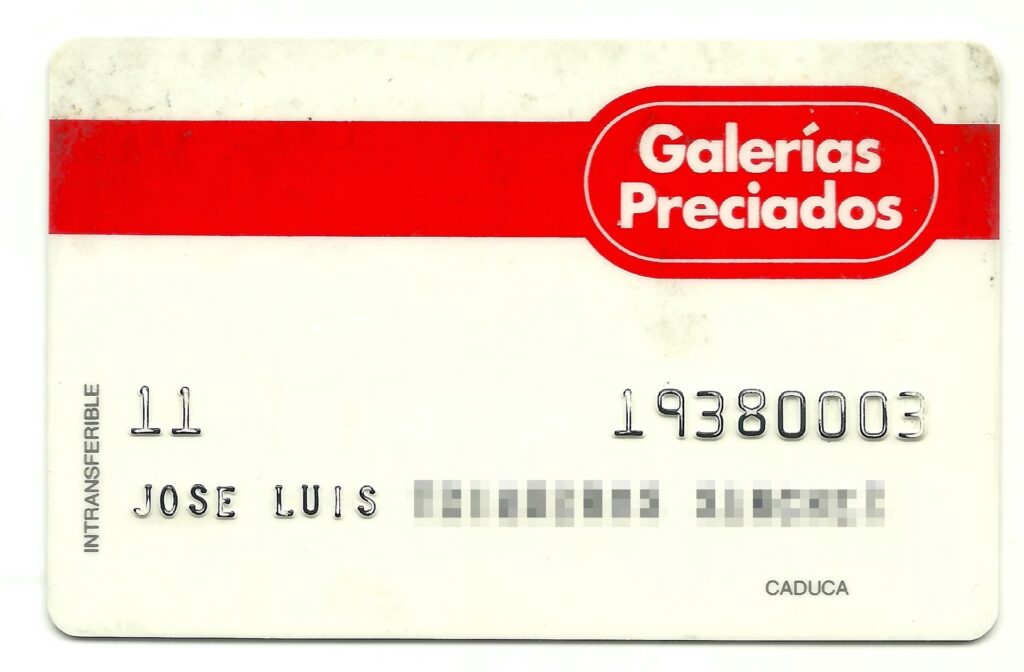 Galerías
Preciados
INTRANSFERIBLE
11 19380003
JOSE LUIS
CADUCA